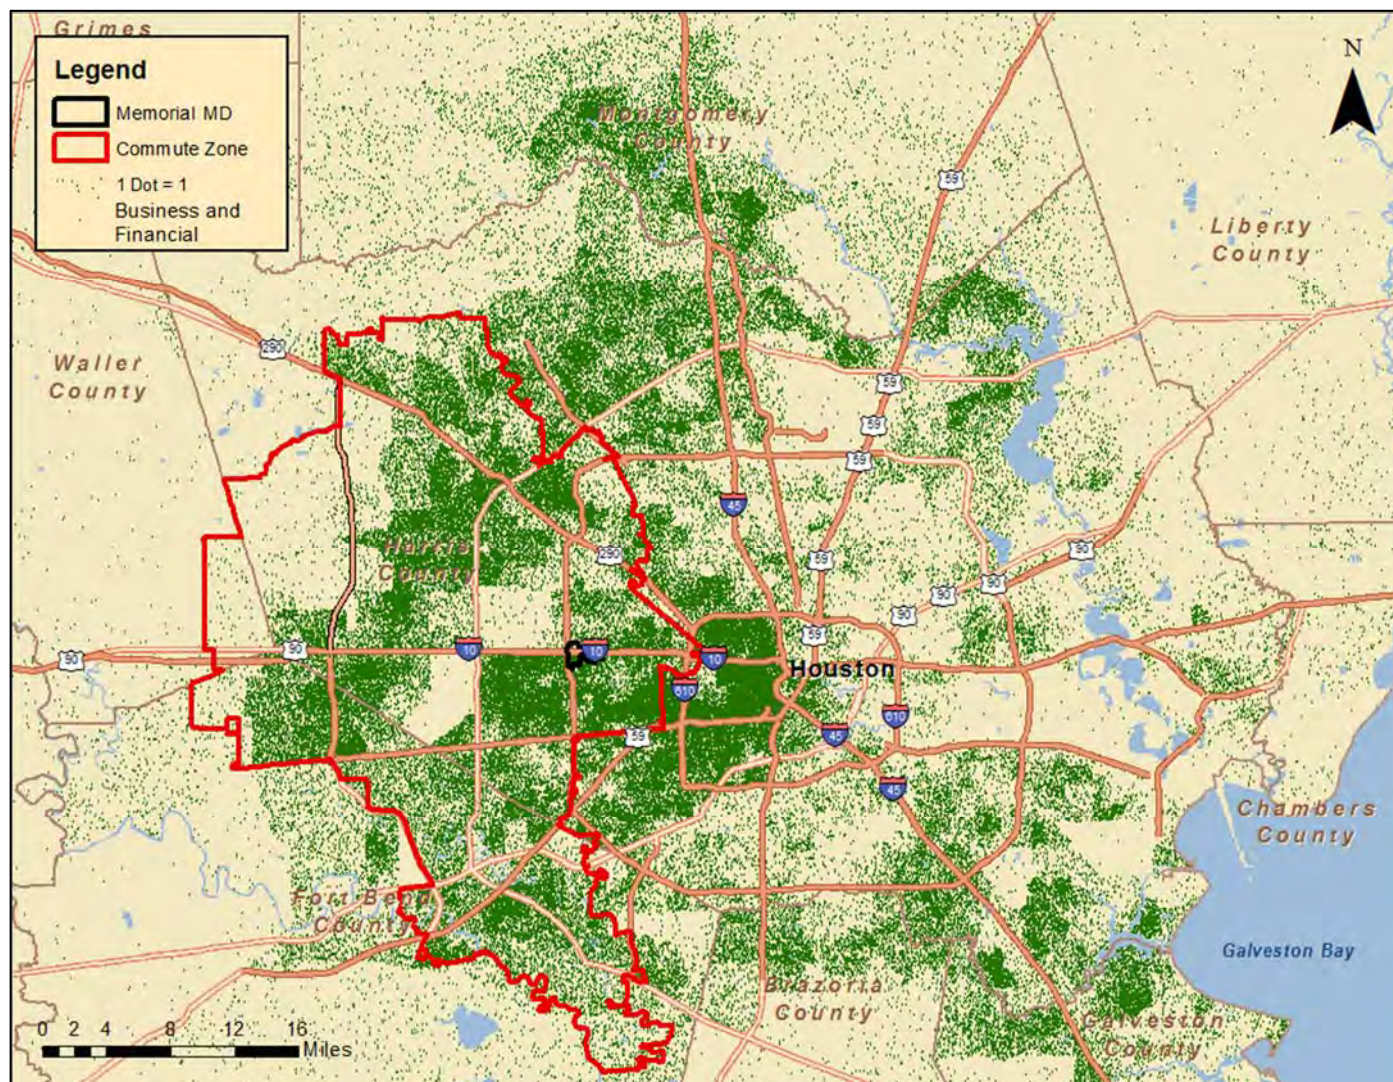 Grimes
Legend
Memorial MD
Commute Zone
1 Dot = 1
Business and
Financial
N
Montgomery
County
59
Liberty
County
290
Waller
County
59
59
59
45
Harris
County
290
59
90
90
90
90
90
90
10
10
10
59
Houston
610
59
45
610
45
Chambers
County
Fort Bend
County
Galveston Bay
Brazoria
County
Galveston
County
0 2 4 8 12 16
Miles